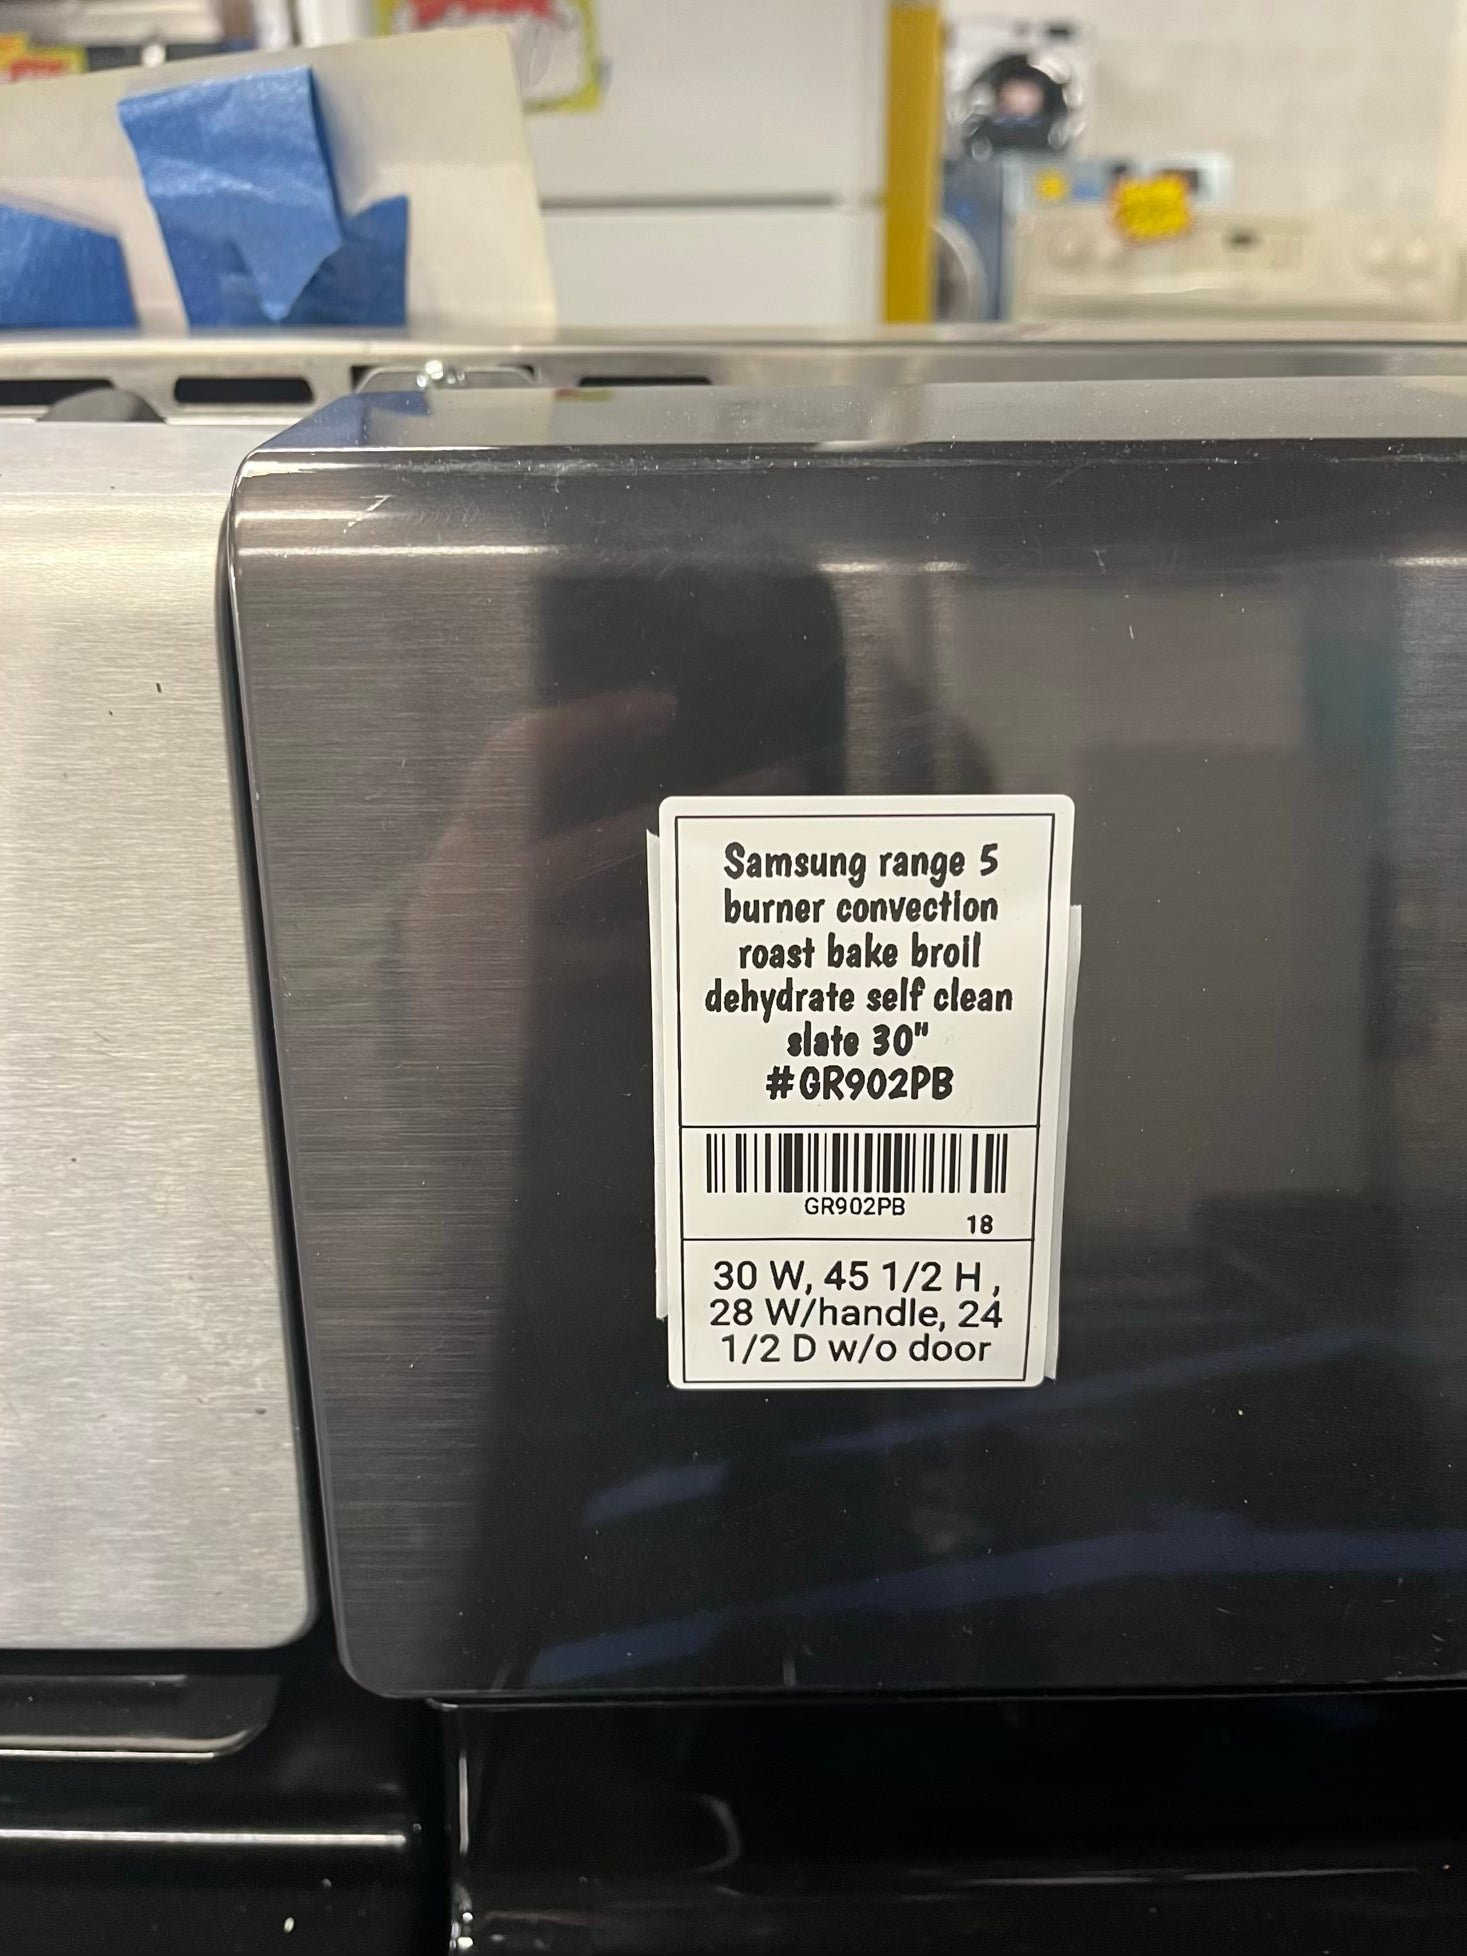 Samsung range 5
burner convection
roast bake broil
dehydrate self clean
slate 30"
#GR902PB
GR902PB
18
30 W, 45 1/2 H ,
28 W/handle, 24
1/2 D w/o door